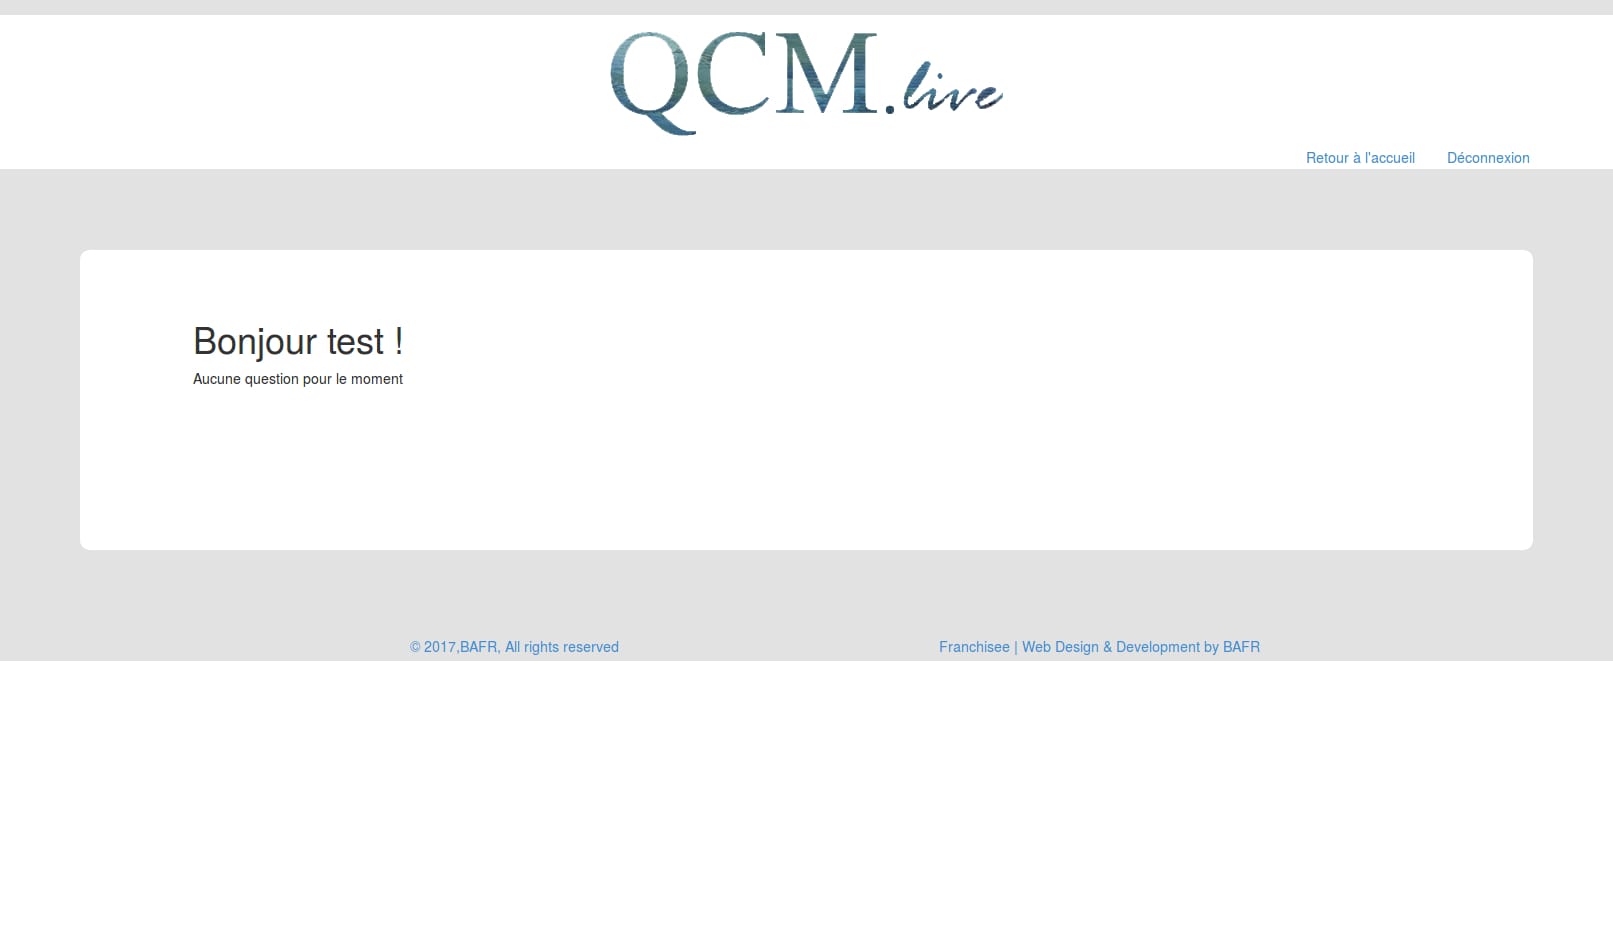 QCM.live
Retour à l'accueil Déconnexion
Bonjour test !
Aucune question pour le moment
© 2017,BAFR, All rights reserved Franchisee | Web Design & Development by BAFR